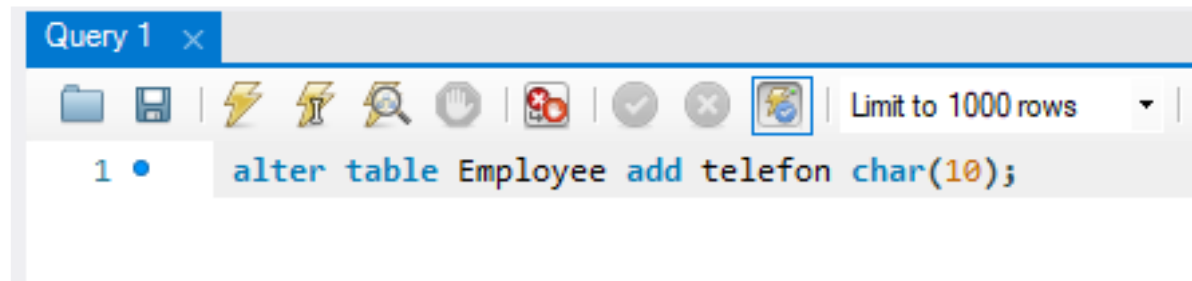 Query 1
Limit to 1000 rows
1 alter table Employee add telefon char(10);